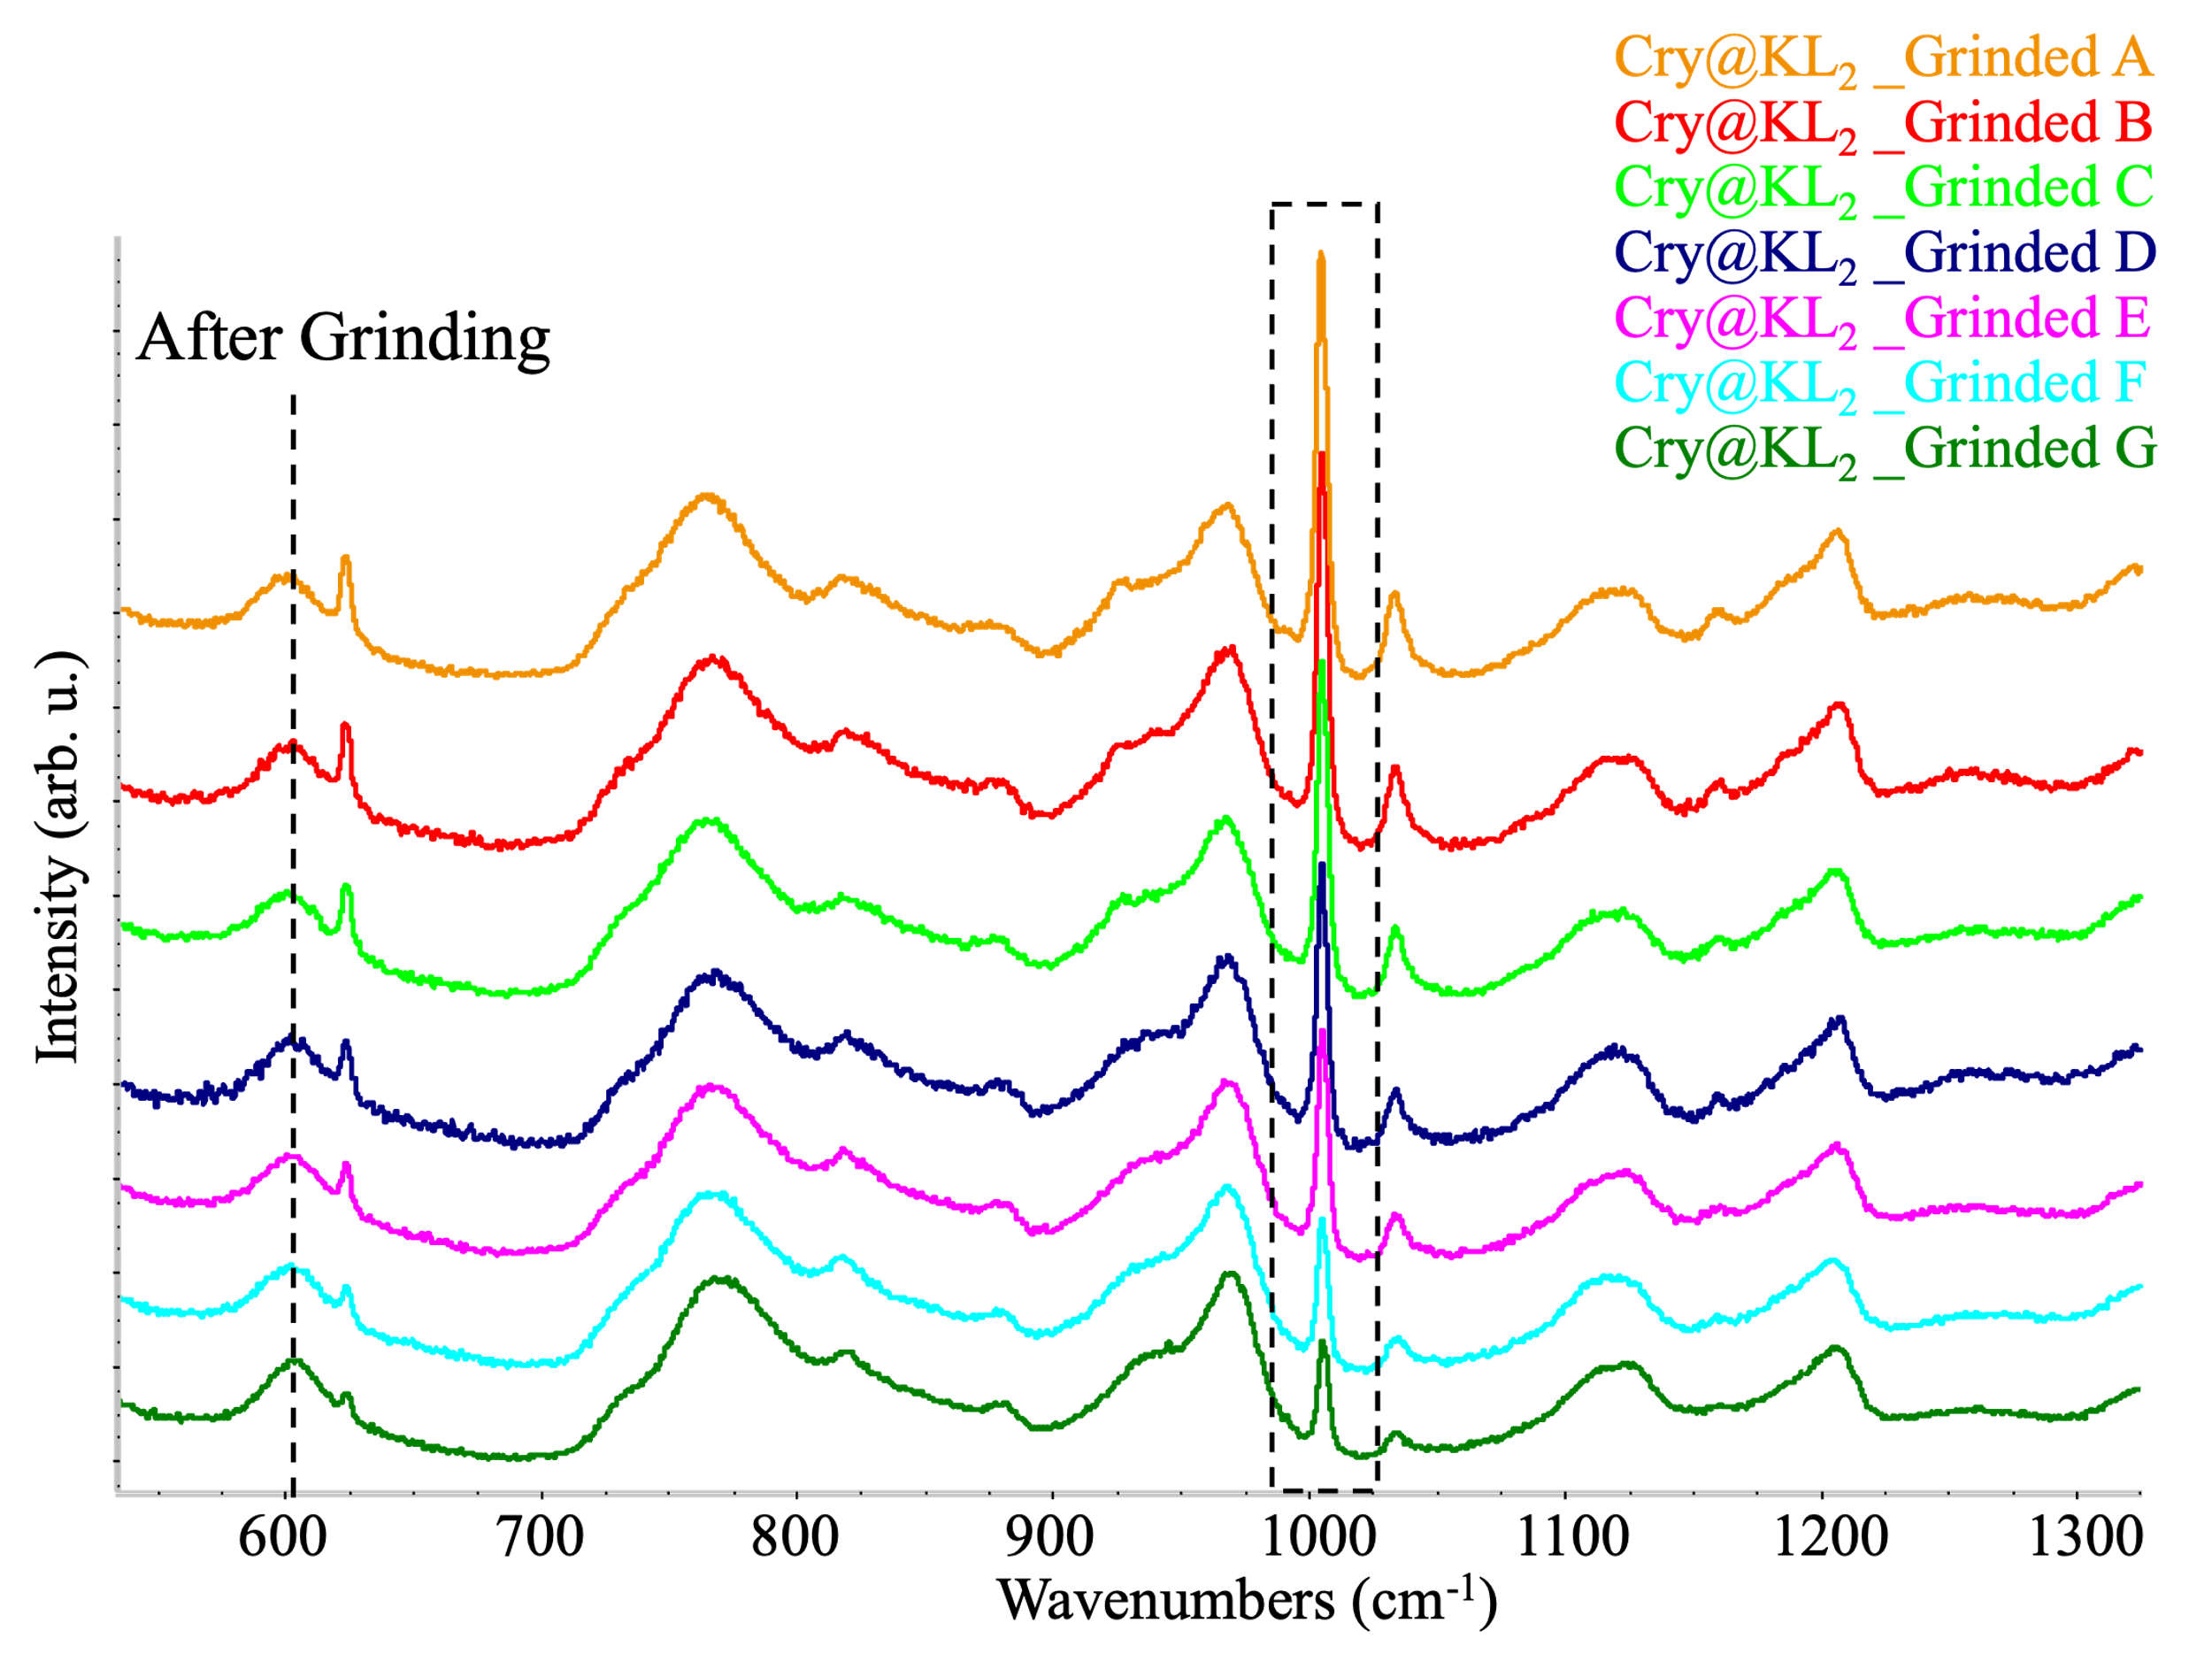 Cry@KL2 _Grinded A
Cry@KL2 _Grinded B
Cry@KL2 _Grinded C
Cry@KL2 _Grinded D
Cry@KL2 _Grinded E
Cry@KL2 _Grinded F
Cry@KL2 _Grinded G
After Grinding
Intensity (arb. u.)
600 700 800 900 1000 1100 1200 1300
Wavenumbers (cm-1)